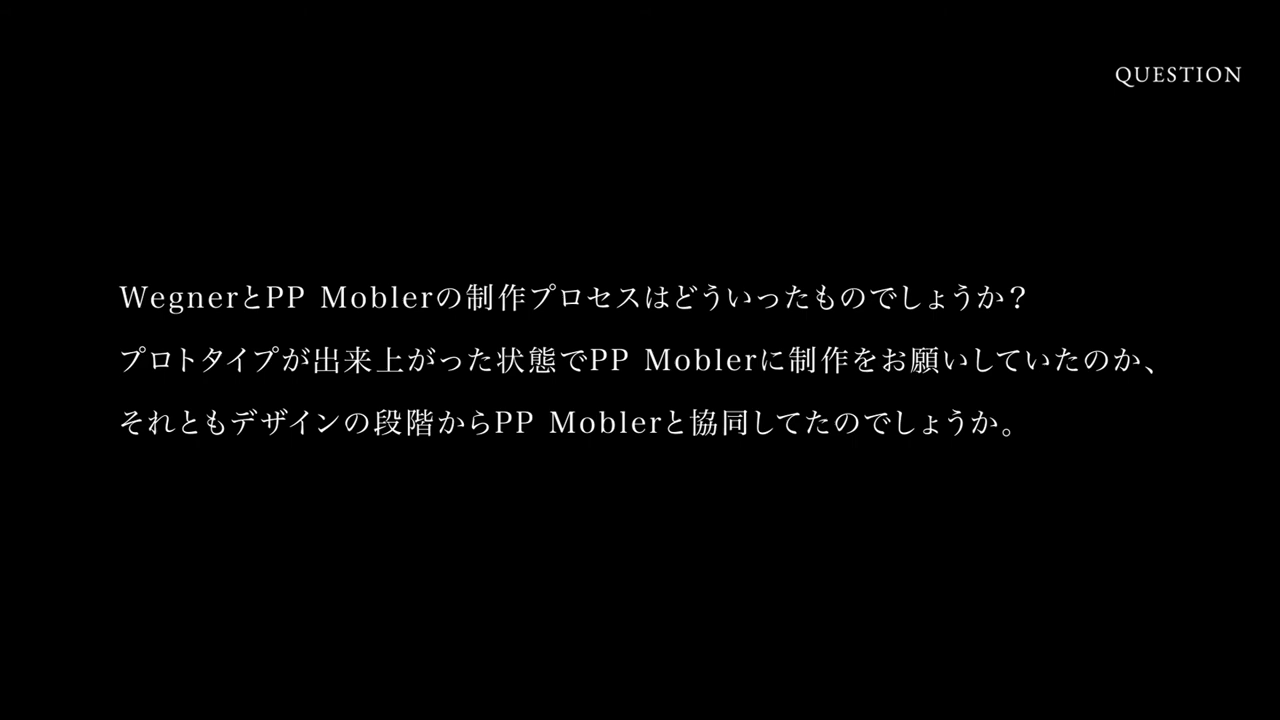 QUESTION
WegnerとPP Moblerの制作プロセスはどういったものでしょうか？
プロトタイプが出来上がった状態でPP Moblerに制作をお願いしていたのか、
それともデザインの段階からPP Moblerと協同してたのでしょうか。